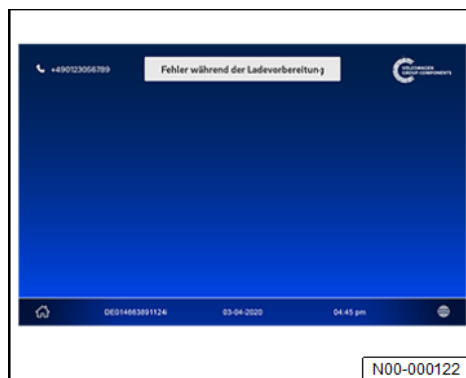 +490123056789
Fehler während der Ladevorbereitung
VOLKSWAGEN
GROUP COMPONENTS
DE014663891124
03-04-2020
04:45 pm
N00-000122